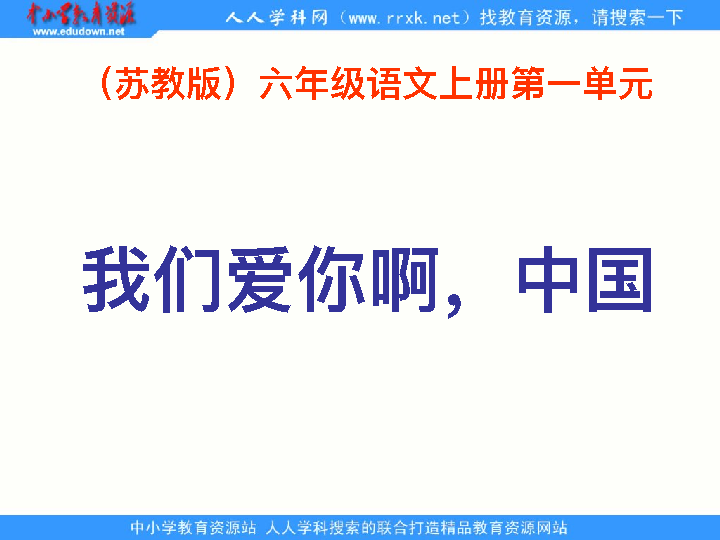 中小学教育资源站
www.edudown.net
人人学科网（www.rrxk.net）找教育资源，请搜索一下
（苏教版）六年级语文上册第一单元
我们爱你啊，中国
中小学教育资源站 人人学科搜索的联合打造精品教育资源网站